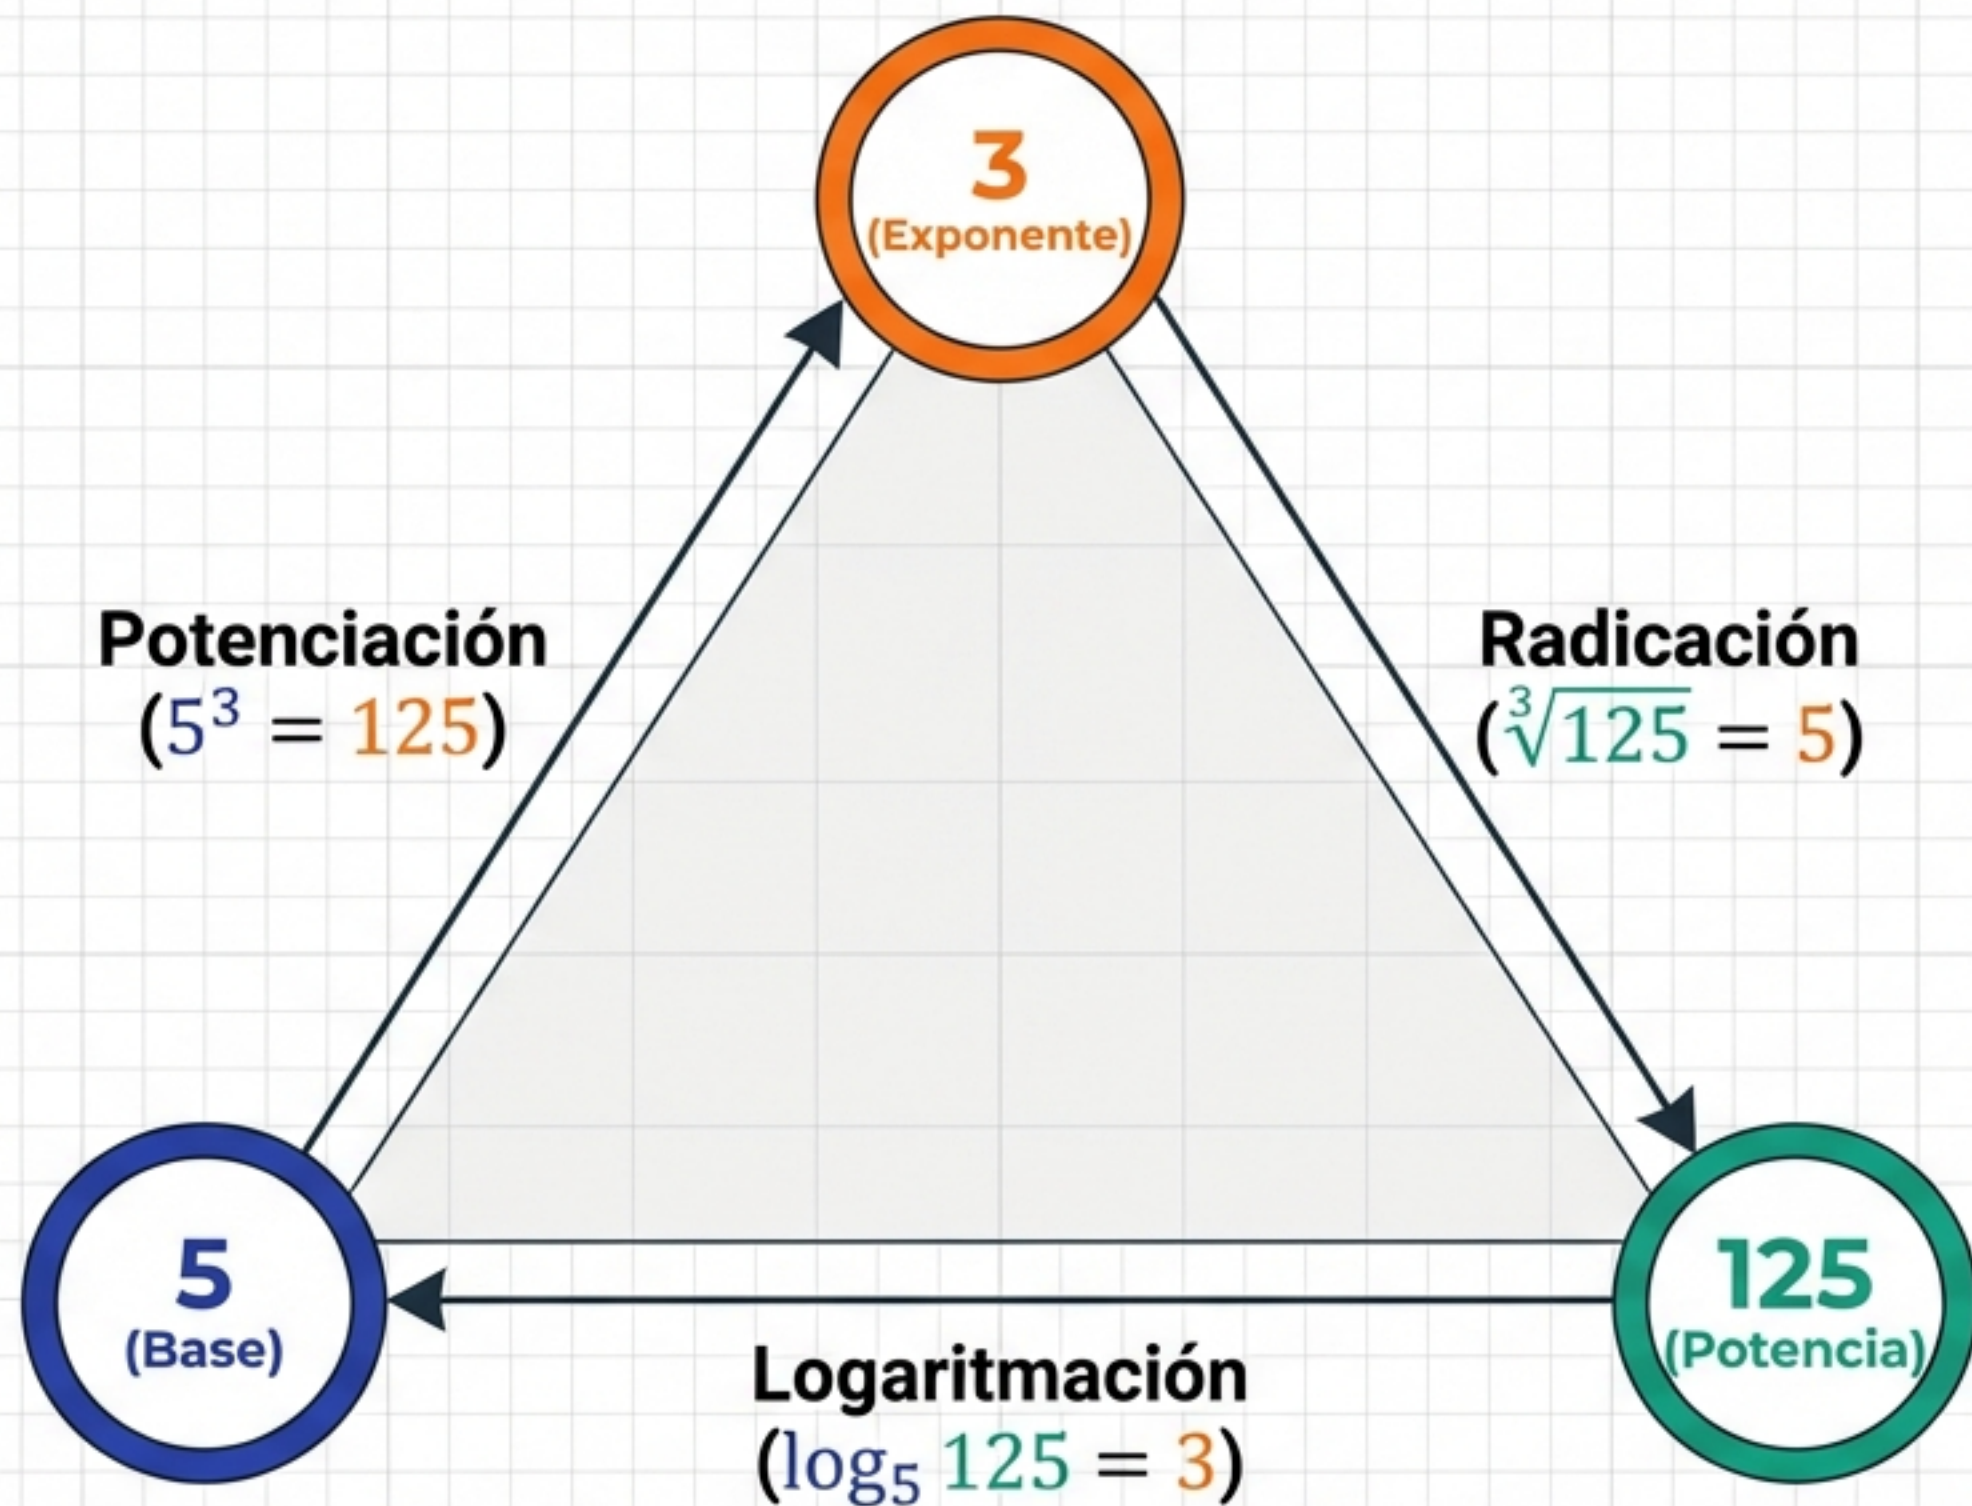 3
(Exponente)
Potenciación
(5³ = 125)
Radicación
(∛125 = 5)
5
(Base)
125
(Potencia)
Logaritmación
(log₅ 125 = 3)